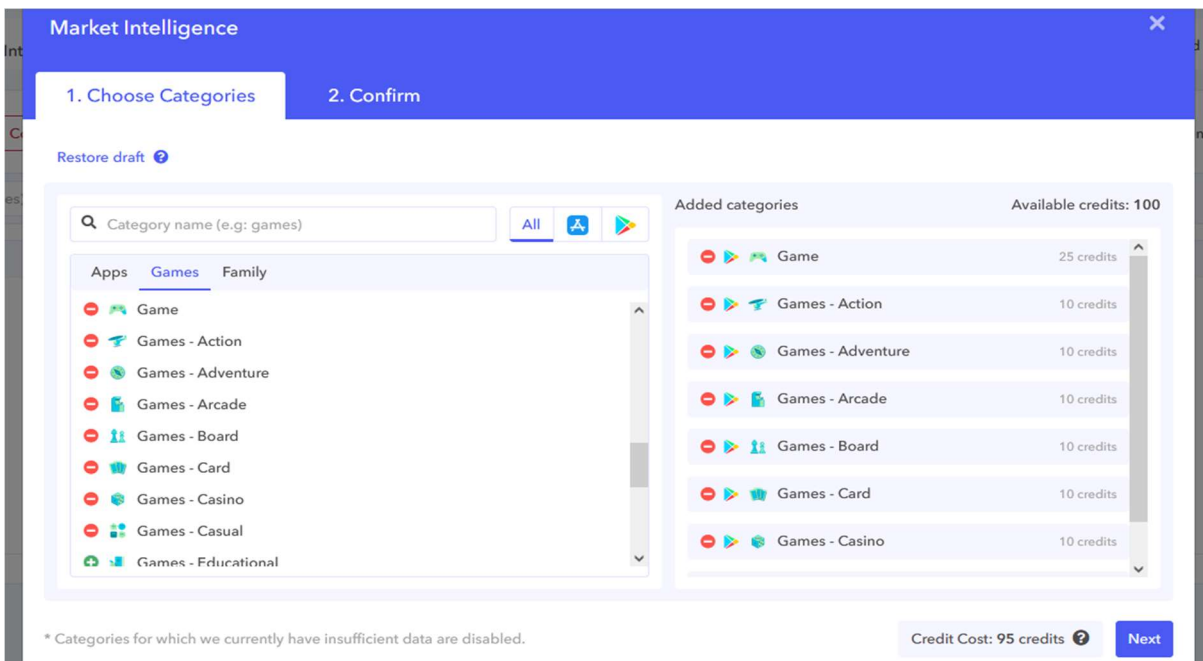 Market Intelligence
1. Choose Categories
2. Confirm
Restore draft
Category name (e.g: games)
All
Apps Games Family
Game
Games - Action
Games - Adventure
Games - Arcade
Games - Board
Games - Card
Games - Casino
Games - Casual
Games - Educational
Added categories
Available credits: 100
Game 25 credits
Games - Action 10 credits
Games - Adventure 10 credits
Games - Arcade 10 credits
Games - Board 10 credits
Games - Card 10 credits
Games - Casino 10 credits
* Categories for which we currently have insufficient data are disabled.
Credit Cost: 95 credits
Next